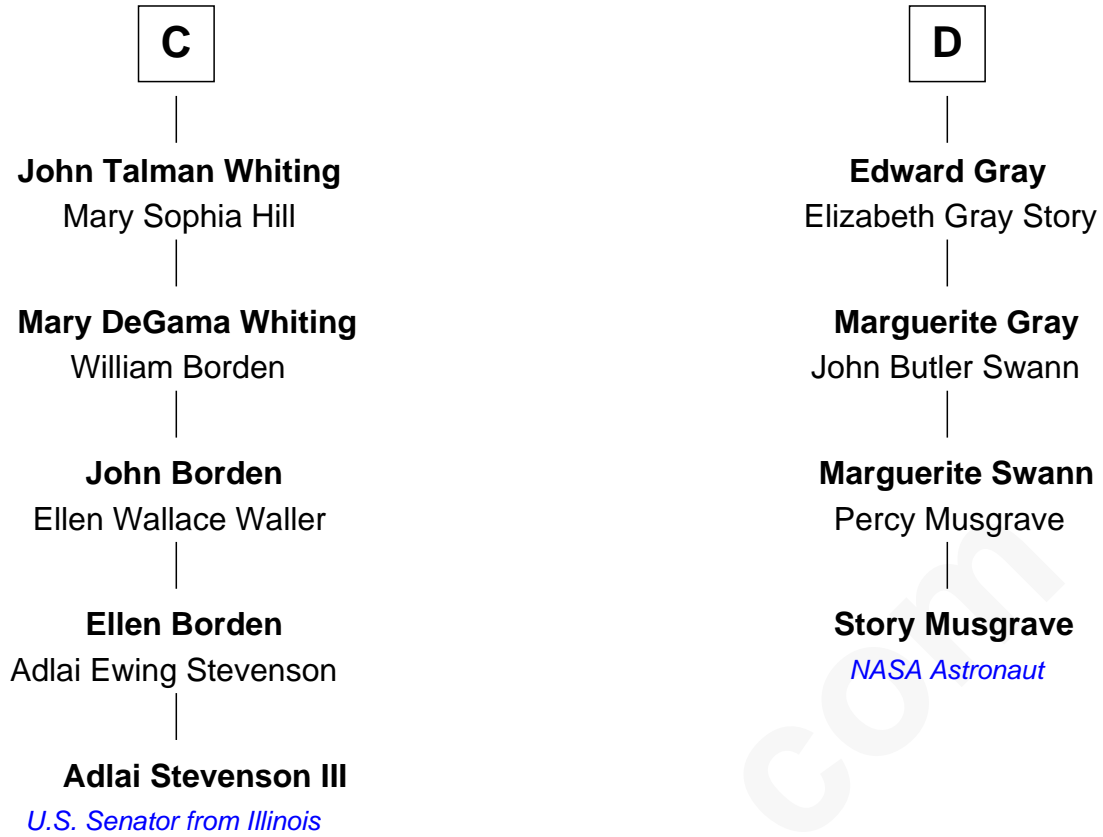 C
John Talman Whiting
Mary Sophia Hill
Mary DeGama Whiting
William Borden
John Borden
Ellen Wallace Waller
Ellen Borden
Adlai Ewing Stevenson
Adlai Stevenson III
U.S. Senator from Illinois
D
Edward Gray
Elizabeth Gray Story
Marguerite Gray
John Butler Swann
Marguerite Swann
Percy Musgrave
Story Musgrave
NASA Astronaut
com